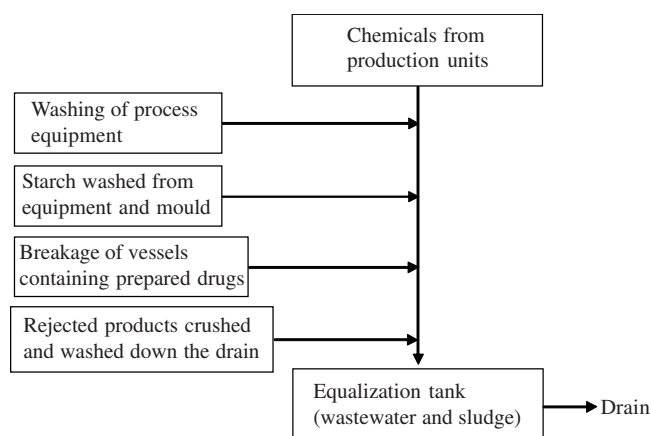 Chemicals from
production units
Washing of process
equipment
Starch washed from
equipment and mould
Breakage of vessels
containing prepared drugs
Rejected products crushed
and washed down the drain
Equalization tank
(wastewater and sludge)
Drain